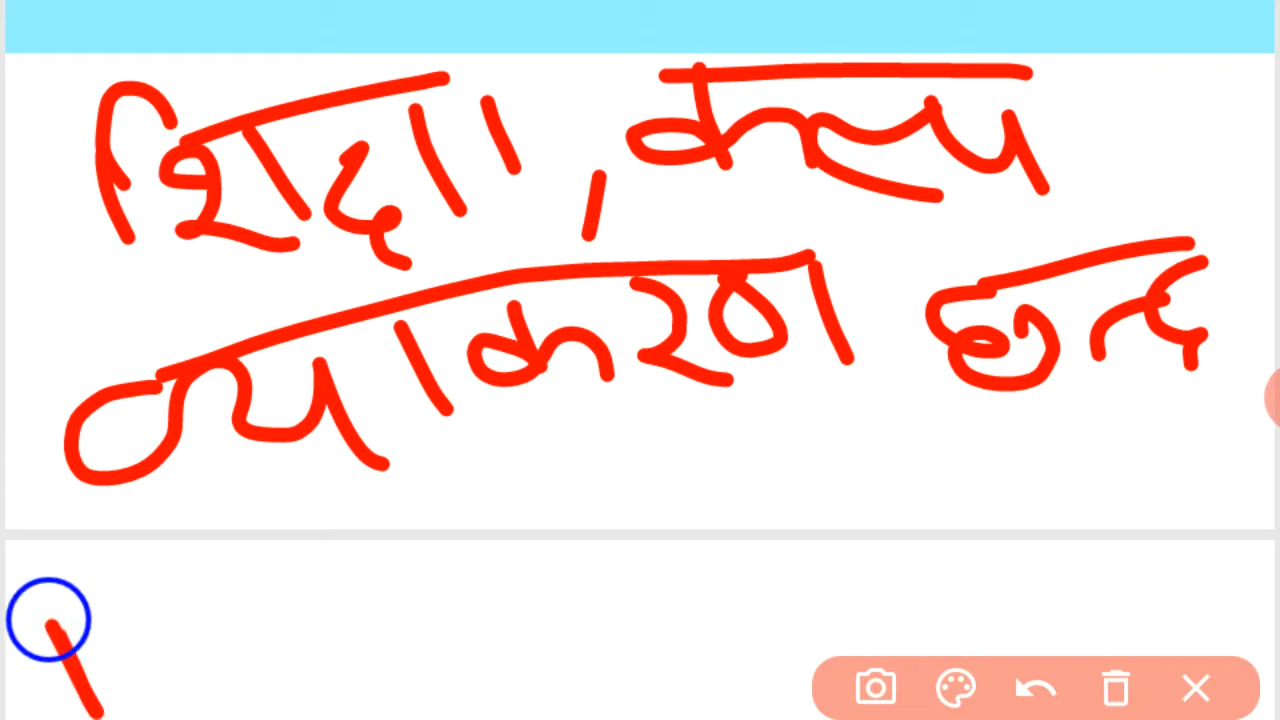 शिक्षा, कल्प
व्याकरण छन्द